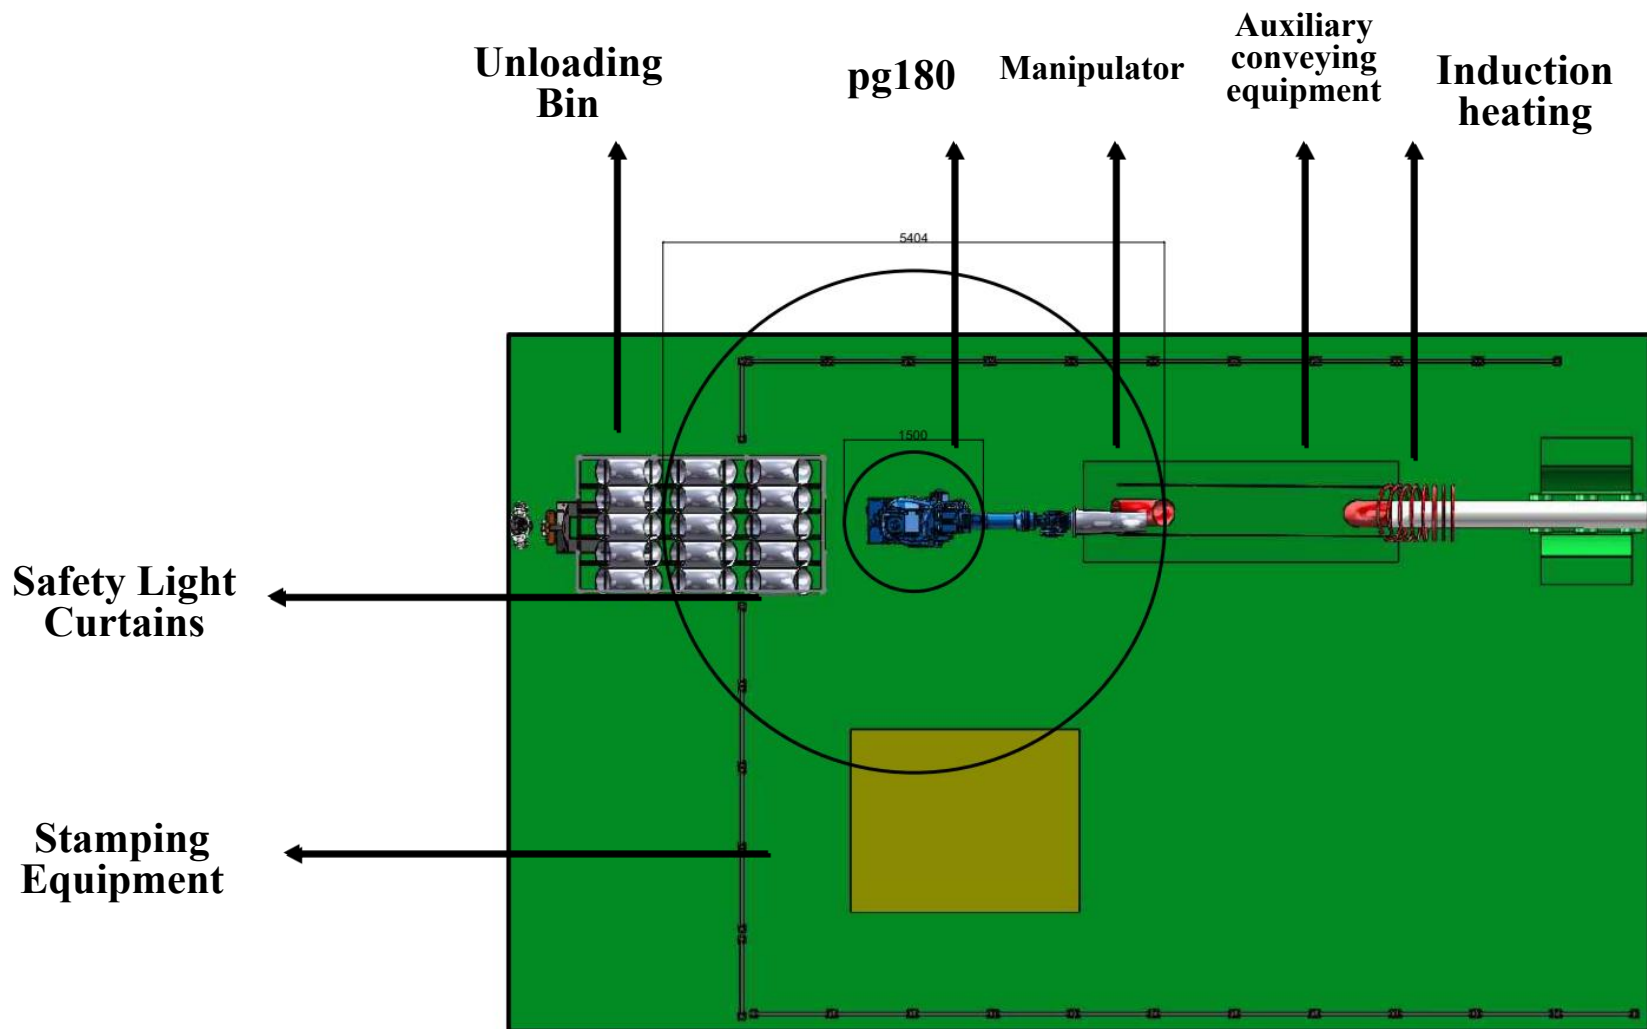 Unloading
Bin
pg180
Manipulator
Auxiliary
conveying
equipment
Induction
heating
5404
1500
Safety Light
Curtains
Stamping
Equipment